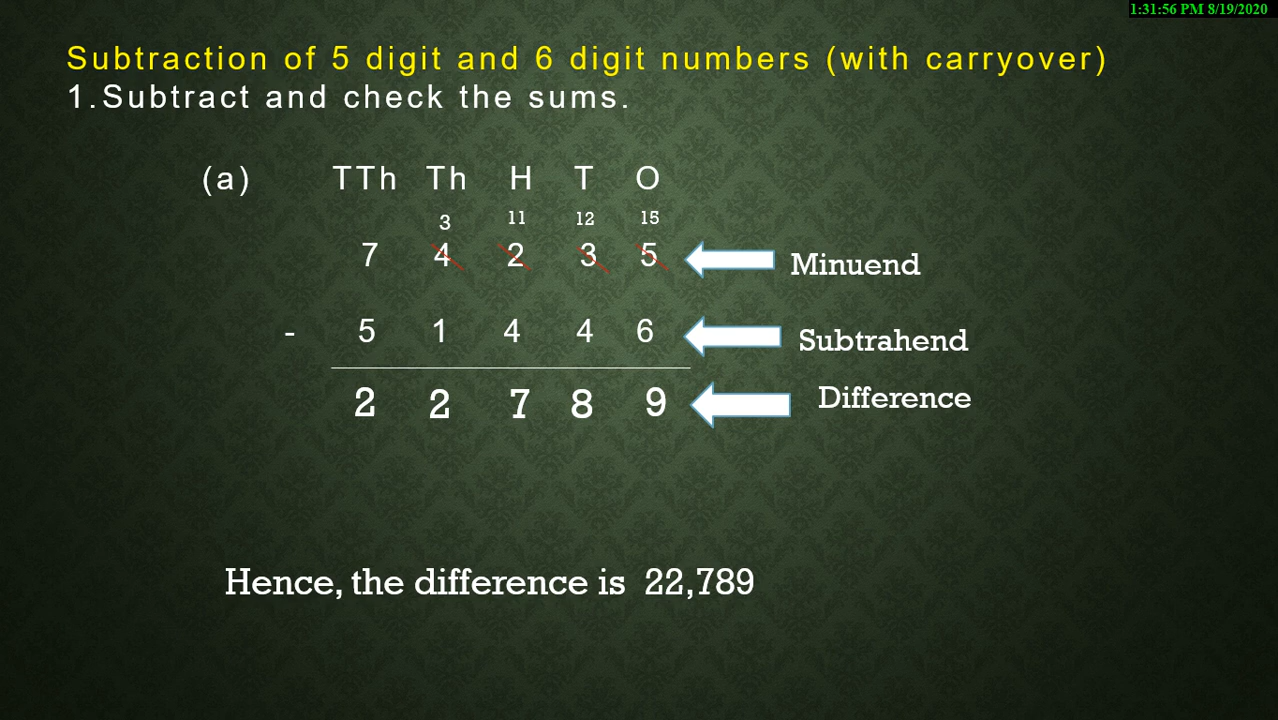 1:31:56 PM 8/19/2020
Subtraction of 5 digit and 6 digit numbers (with carryover)
1.Subtract and check the sums.
(a) TTh Th H T O
3 11 12 15
7 4 2 3 5 Minuend
- 5 1 4 4 6 Subtrahend
2 2 7 8 9 Difference
Hence, the difference is 22,789